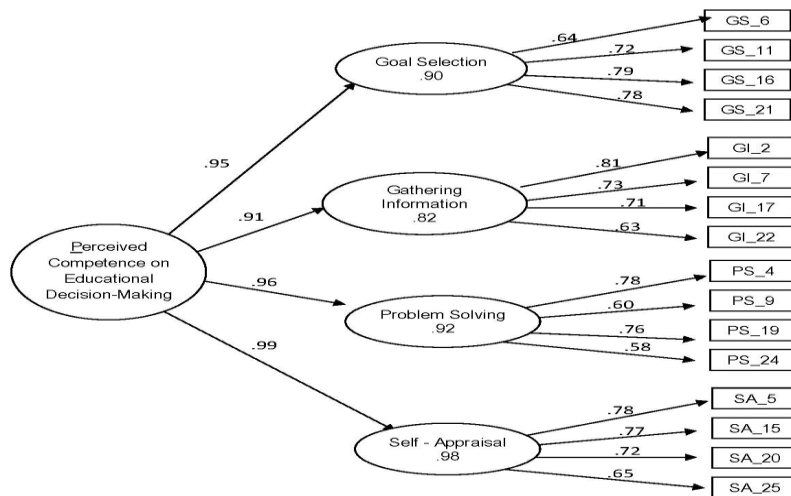 GS_6
.64
GS_11
.72
Goal Selection
.90
.79
GS_16
.78
GS_21
.95
GI_2
.81
GI_7
.73
Gathering
Information
.82
.71
GI_17
.91
.63
GI_22
Perceived
Competence on
Educational
Decision-Making
PS_4
.78
.96
PS_9
.60
Problem Solving
.92
.76
PS_19
.58
PS_24
.99
SA_5
.78
SA_15
.77
Self - Appraisal
.98
.72
SA_20
.65
SA_25